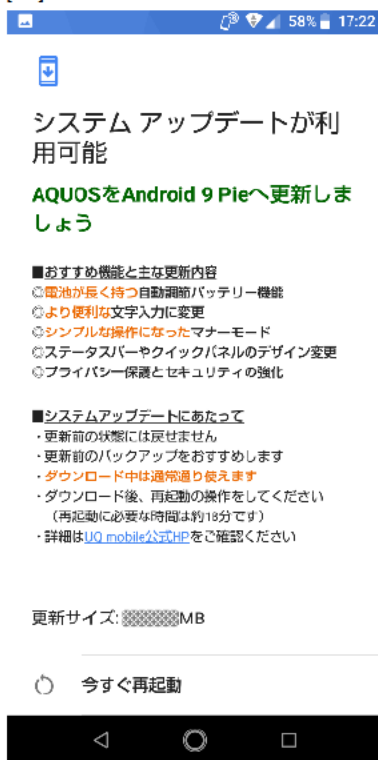 58% 17:22
システム アップデートが利
用可能
AQUOSをAndroid 9 Pieへ更新しま
しょう
■おすすめ機能と主な更新内容
◎電池が長く持つ自動調節バッテリー機能
◎より便利な文字入力に変更
◎シンプルな操作になったマナーモード
◎ステータスバーやクイックパネルのデザイン変更
◎プライバシー保護とセキュリティの強化
■システムアップデートにあたって
・更新前の状態には戻せません
・更新前のバックアップをおすすめします
・ダウンロード中は通常通り使えます
・ダウンロード後、再起動の操作をしてください
（再起動に必要な時間は約18分です）
・詳細はUQ mobile公式HPをご確認ください
更新サイズ: MB
今すぐ再起動